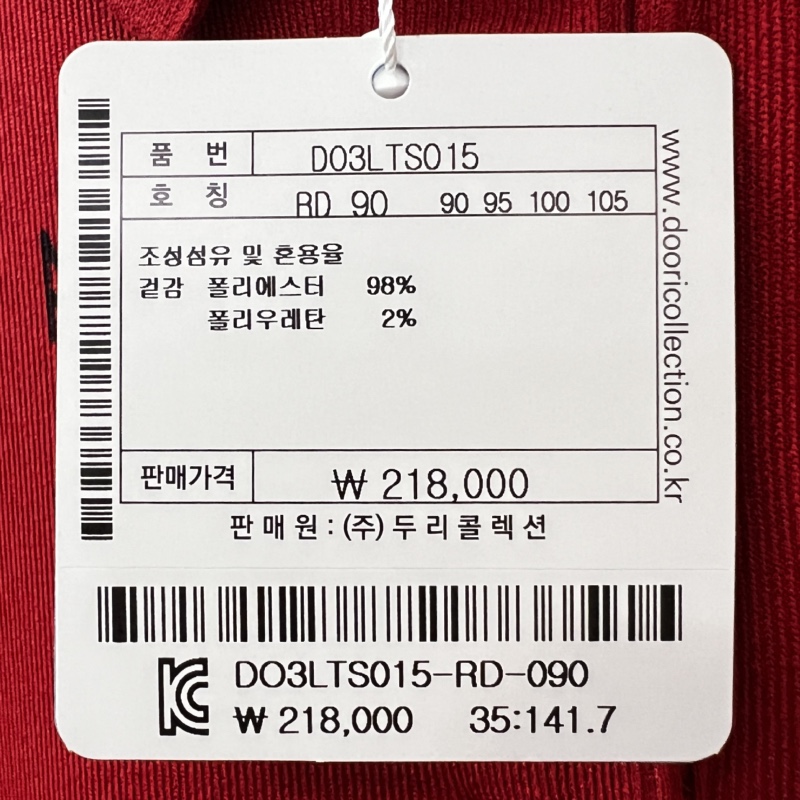 품 번 DO3LTS015
호 칭 RD 90 90 95 100 105
조성섬유 및 혼용율
겉감 폴리에스터 98%
폴리우레탄 2%
판매가격 ₩ 218,000
판 매 원 : (주) 두 리 콜 렉 션
www.dooricollection.co.kr
DO3LTS015-RD-090
₩ 218,000 35:141.7